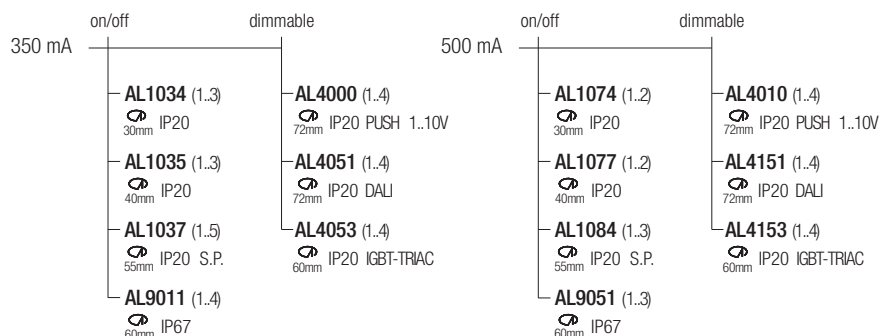 on/off dimmable
350 mA
AL1034 (1..3)
30mm IP20
AL1035 (1..3)
40mm IP20
AL1037 (1..5)
55mm IP20 S.P.
AL9011 (1..4)
60mm IP67
AL4000 (1..4)
72mm IP20 PUSH 1..10V
AL4051 (1..4)
72mm IP20 DALI
AL4053 (1..4)
60mm IP20 IGBT-TRIAC
on/off dimmable
500 mA
AL1074 (1..2)
30mm IP20
AL1077 (1..2)
40mm IP20
AL1084 (1..3)
55mm IP20 S.P.
AL9051 (1..3)
60mm IP67
AL4010 (1..4)
72mm IP20 PUSH 1..10V
AL4151 (1..4)
72mm IP20 DALI
AL4153 (1..4)
60mm IP20 IGBT-TRIAC